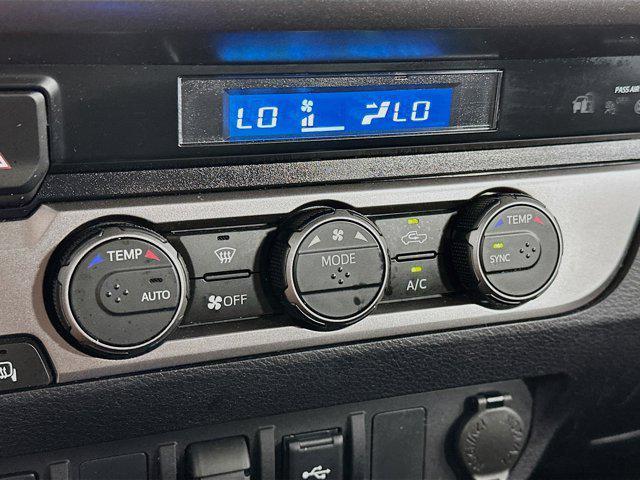 PASS AIR
LO LO
TEMP
AUTO
OFF
MODE
A/C
TEMP
SYNC